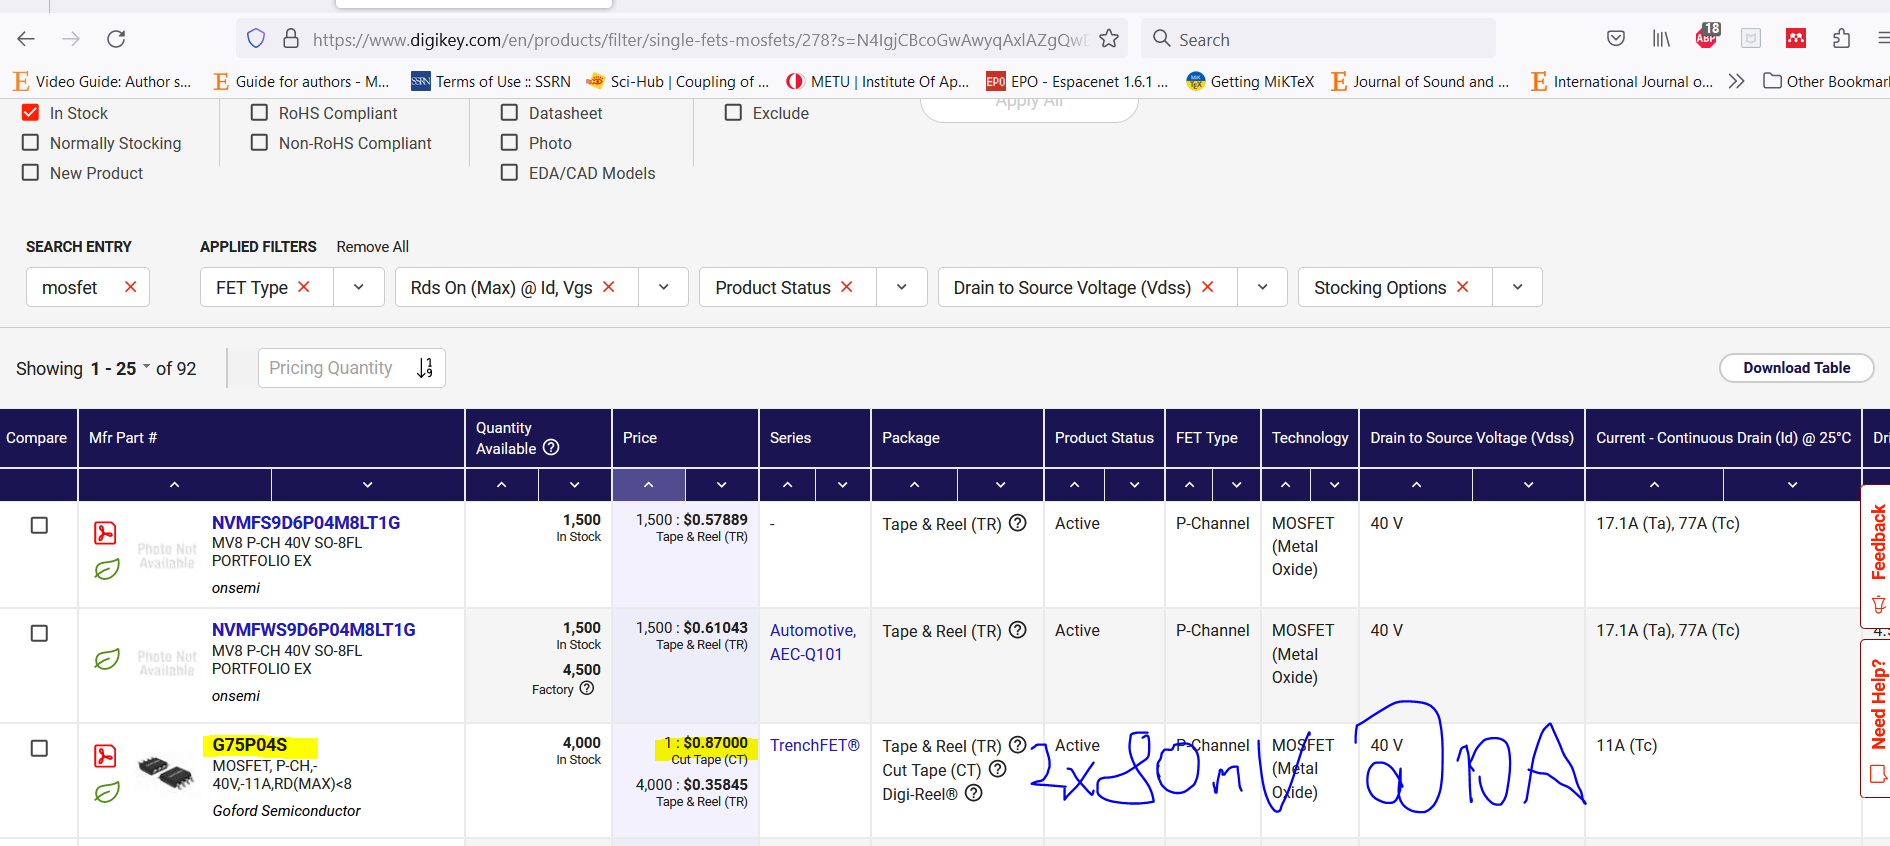 https://www.digikey.com/en/products/filter/single-fets-mosfets/278?s=N4IgjCBcoGwAwyqAxlAZgQwD
Search
18
ABP
Video Guide: Author s...
Guide for authors - M...
SSRN Terms of Use :: SSRN
Sci-Hub | Coupling of ...
METU | Institute Of Ap...
EPO EPO - Espacenet 1.6.1 ...
Getting MiKTeX
Journal of Sound and ...
International Journal o...
Other Bookmar
In Stock
Normally Stocking
New Product
RoHS Compliant
Non-RoHS Compliant
Datasheet
Photo
EDA/CAD Models
Exclude
Apply All
SEARCH ENTRY
mosfet
APPLIED FILTERS Remove All
FET Type
Rds On (Max) @ Id, Vgs
Product Status
Drain to Source Voltage (Vdss)
Stocking Options
Showing 1 - 25 of 92
Pricing Quantity
Download Table
Compare
Mfr Part #
Quantity
Available
Price
Series
Package
Product Status
FET Type
Technology
Drain to Source Voltage (Vdss)
Current - Continuous Drain (Id) @ 25°C
Dri
Photo Not
Available
NVMFS9D6P04M8LT1G
MV8 P-CH 40V SO-8FL
PORTFOLIO EX
onsemi
1,500
In Stock
1,500 : $0.57889
Tape & Reel (TR)
-
Tape & Reel (TR)
Active
P-Channel
MOSFET
(Metal
Oxide)
40 V
17.1A (Ta), 77A (Tc)
Photo Not
Available
NVMFWS9D6P04M8LT1G
MV8 P-CH 40V SO-8FL
PORTFOLIO EX
onsemi
1,500
In Stock
4,500
Factory
1,500 : $0.61043
Tape & Reel (TR)
Automotive,
AEC-Q101
Tape & Reel (TR)
Active
P-Channel
MOSFET
(Metal
Oxide)
40 V
17.1A (Ta), 77A (Tc)
G75P04S
MOSFET, P-CH,-
40V,-11A,RD(MAX)<8
Goford Semiconductor
4,000
In Stock
1 : $0.87000
Cut Tape (CT)
4,000 : $0.35845
Tape & Reel (TR)
TrenchFET®
Tape & Reel (TR)
Cut Tape (CT)
Digi-Reel®
Active
P-Channel
MOSFET
(Metal
Oxide)
40 V
11A (Tc)
2x80mV @ 10A
Feedback
Need Help?